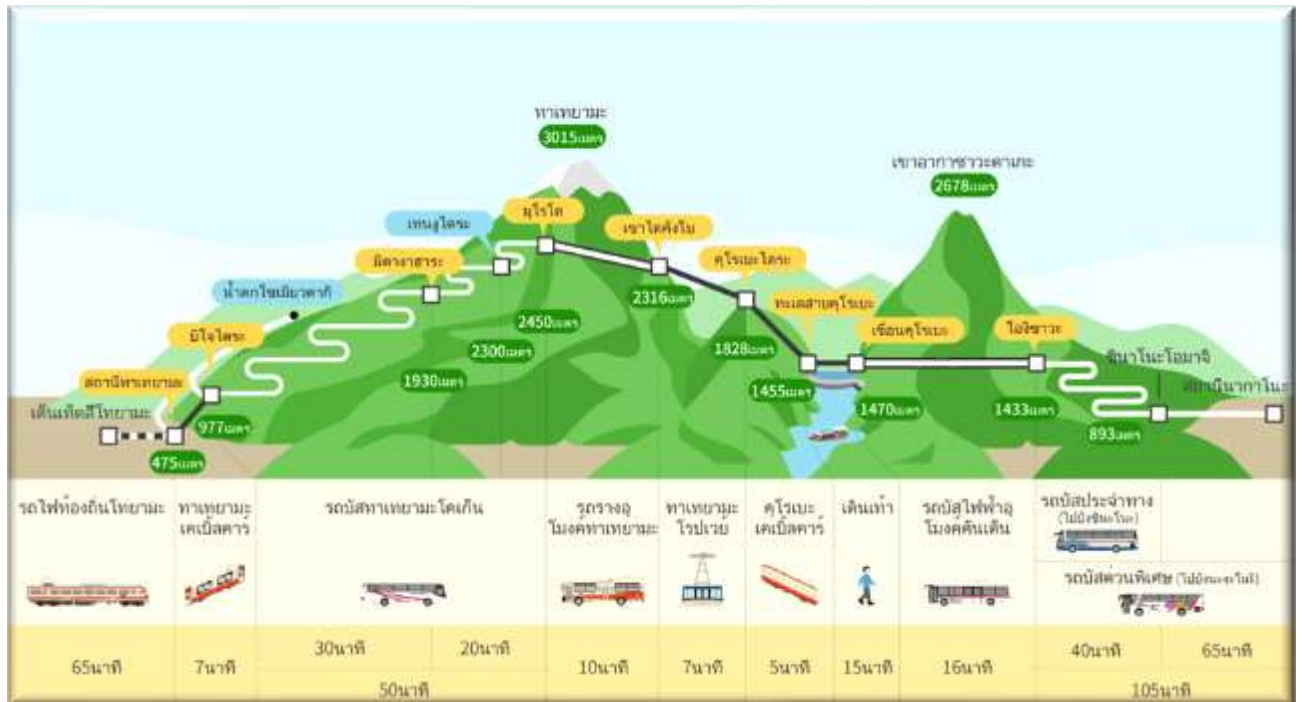 ทาเทยามะ
3015เมตร
เขาอากาซาวะดาเกะ
2678เมตร
มุโรโด
เทนงูไดระ
เขาไดคังโบ
มิดางาฮาระ
คุโรเบะไดระ
น้ำตกโชเมียวดากิ
2316เมตร
ทะเลสาบคุโรเบะ
2450เมตร
เขื่อนคุโรเบะ
โอกิซาวะ
บิโจไดระ
2300เมตร
1828เมตร
ชินาโนะโอมาจิ
สถานีทาเทยามะ
1930เมตร
1455เมตร
สถานีนากาโนะ
เด็นเท็ตสึโทยามะ
977เมตร
1470เมตร
1433เมตร
893เมตร
475เมตร
รถไฟท้องถิ่นโทยามะ
ทาเทยามะ
เคเบิ้ลคาร์
รถบัสทาเทยามะโคเก็น
รถรางอุ
โมงค์ทาเทยามะ
ทาเทยามะ
โรปเวย์
คุโรเบะ
เคเบิ้ลคาร์
เดินเท้า
รถบัสไฟฟ้าอุ
โมงค์คันเด็น
รถบัสประจำทาง
(ไม่มีชินะโนะ)
รถบัสด่วนพิเศษ
65นาที
7นาที
30นาที
20นาที
50นาที
10นาที
7นาที
5นาที
15นาที
16นาที
40นาที
65นาที
105นาที